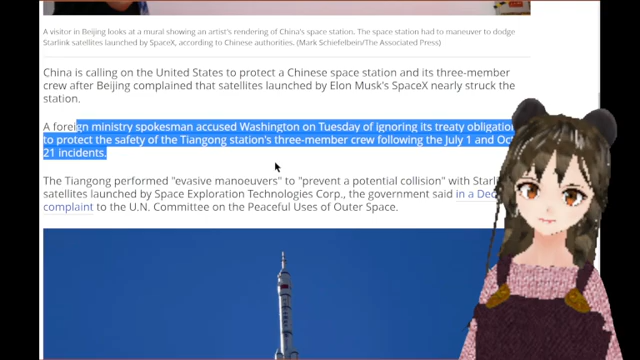 A visitor in Beijing looks at a mural showing an artist's rendering of China's space station. The space station had to maneuver to dodge
Starlink satellites launched by SpaceX, according to Chinese authorities. (Mark Schiefelbein/The Associated Press)
China is calling on the United States to protect a Chinese space station and its three-member
crew after Beijing complained that satellites launched by Elon Musk's SpaceX nearly struck the
station.
A foreign ministry spokesman accused Washington on Tuesday of ignoring its treaty obligation
to protect the safety of the Tiangong station's three-member crew following the July 1 and Oct
21 incidents.
The Tiangong performed "evasive manoeuvers" to "prevent a potential collision" with Starli
satellites launched by Space Exploration Technologies Corp., the government said in a Dec
complaint to the U.N. Committee on the Peaceful Uses of Outer Space.